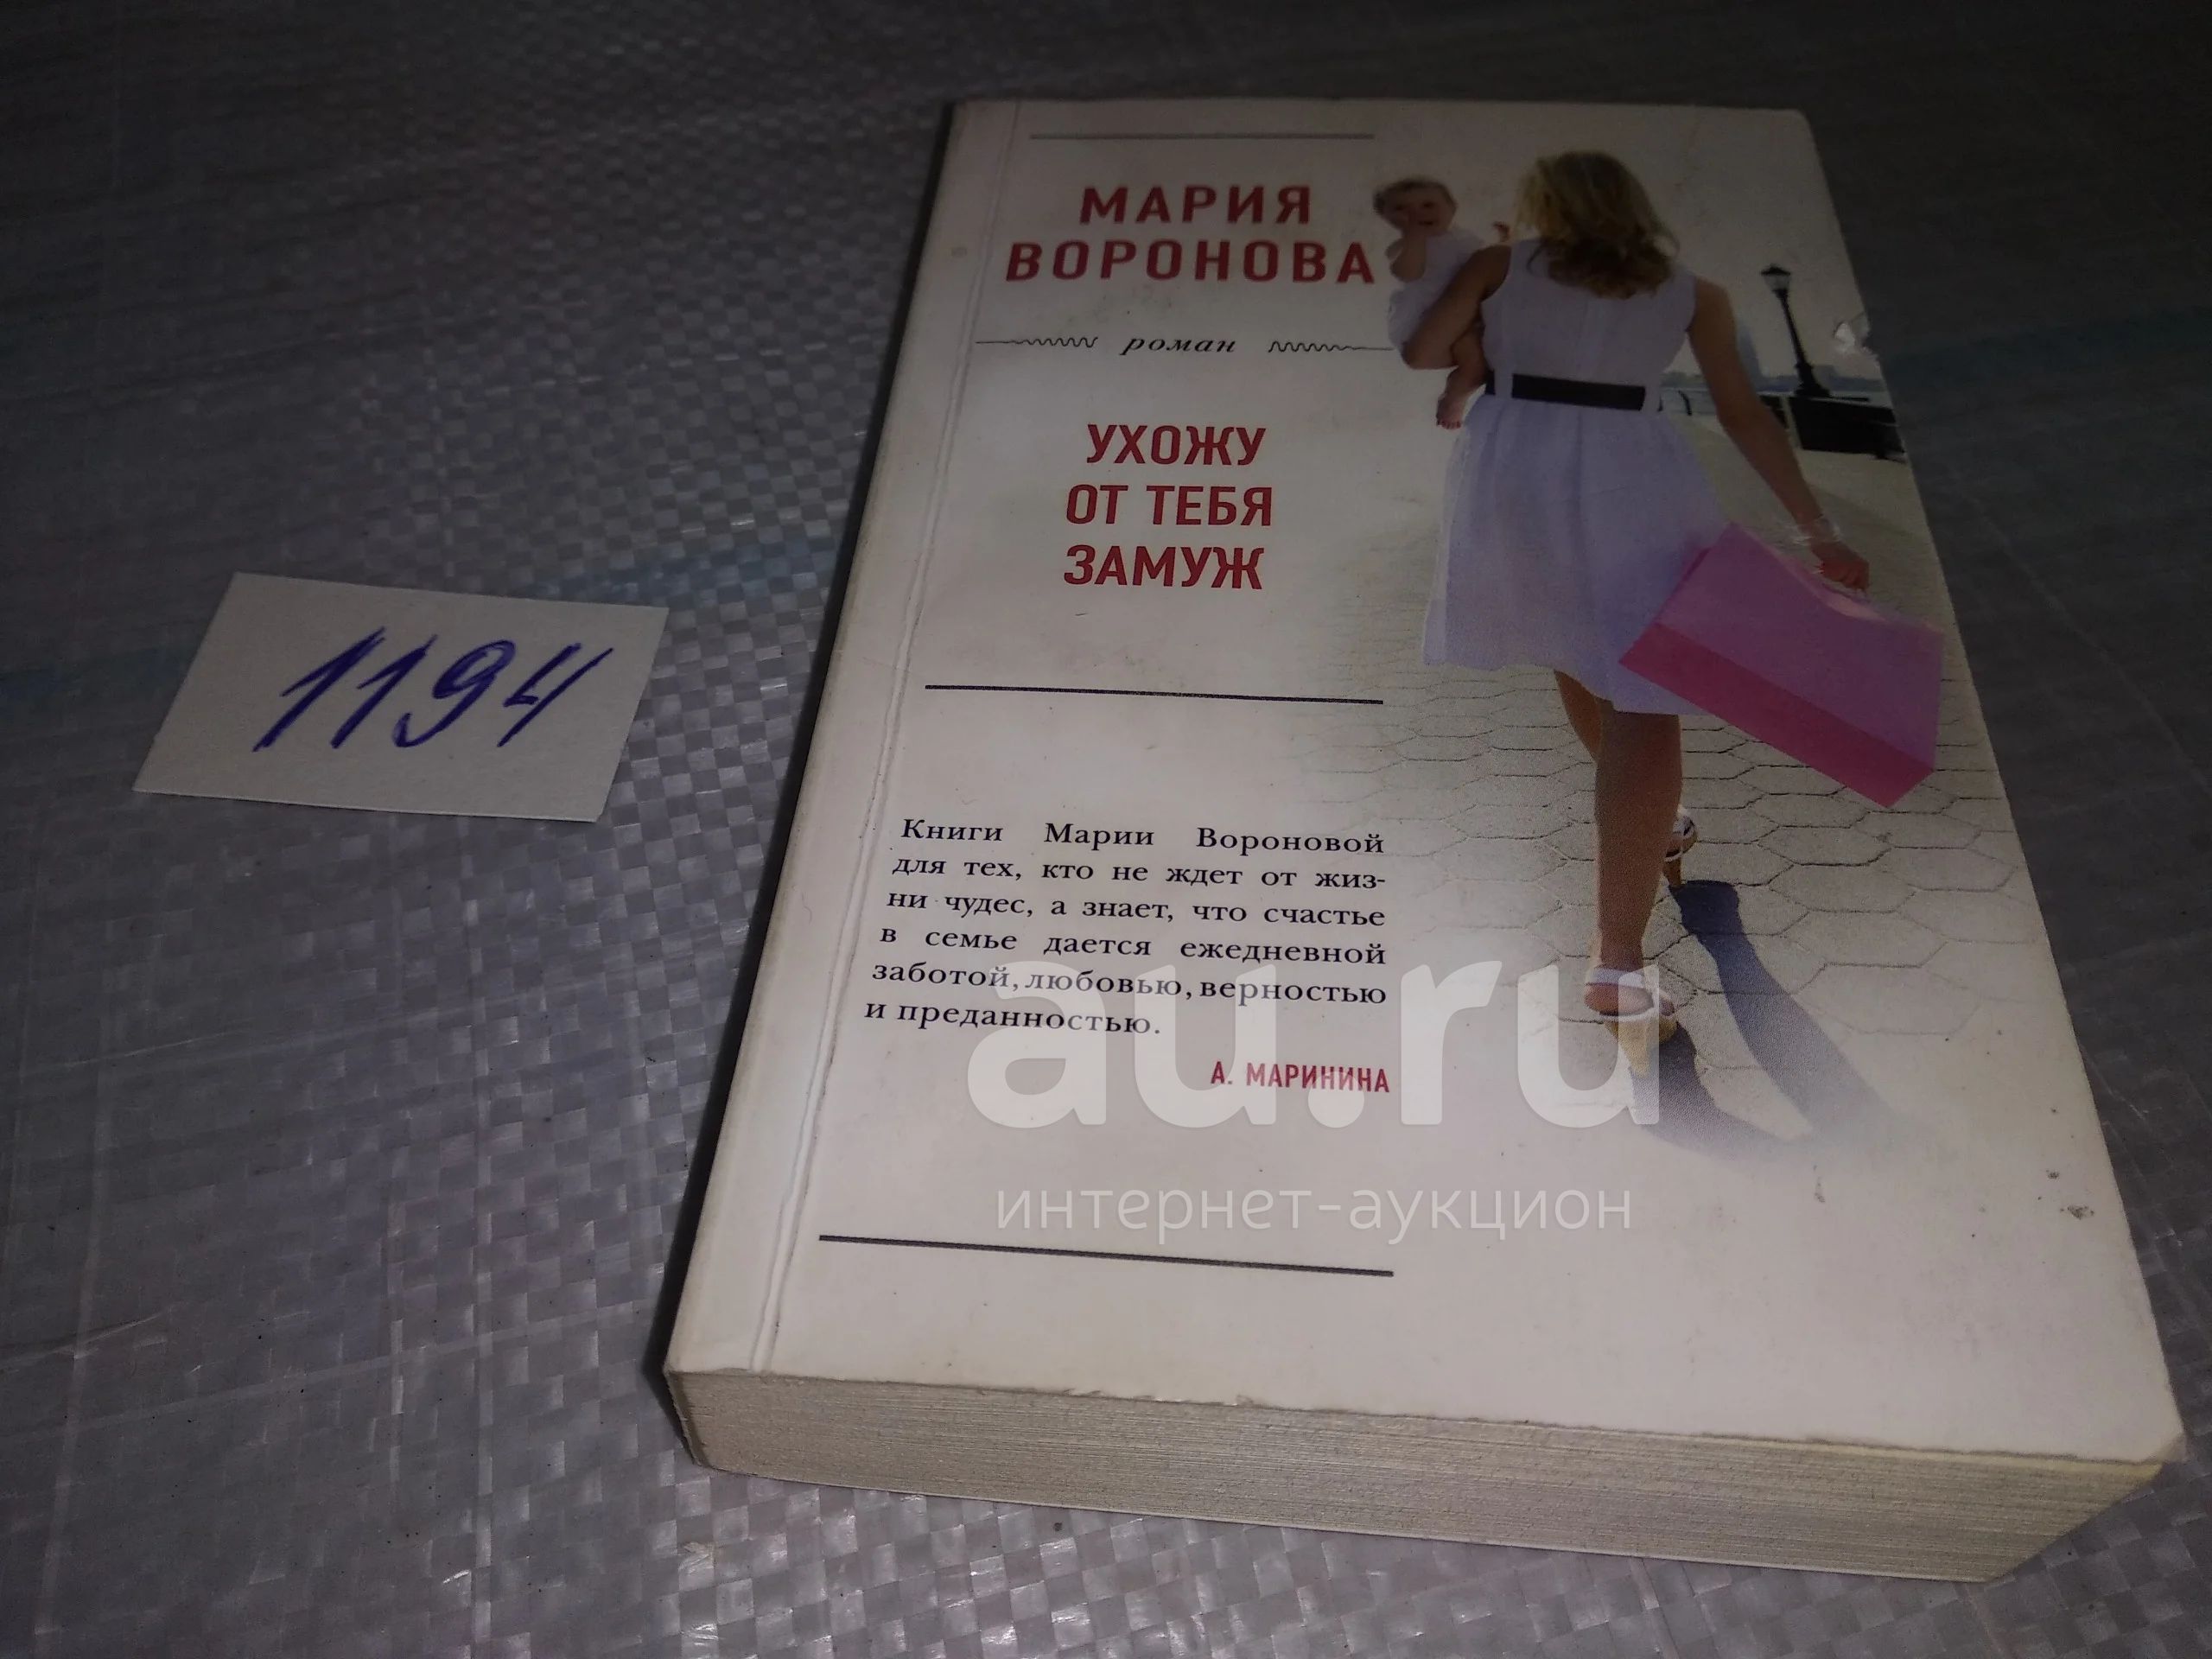 МАРИЯ
ВОРОНОВА
роман
УХОЖУ
ОТ ТЕБЯ
ЗАМУЖ
1194
Книги Марии Вороновой
для тех, кто не ждет от жиз-
ни чудес, а знает, что счастье
в семье дается ежедневной
заботой, любовью, верностью
и преданностью.
А. МАРИНИНА
au.ru
интернет-аукцион